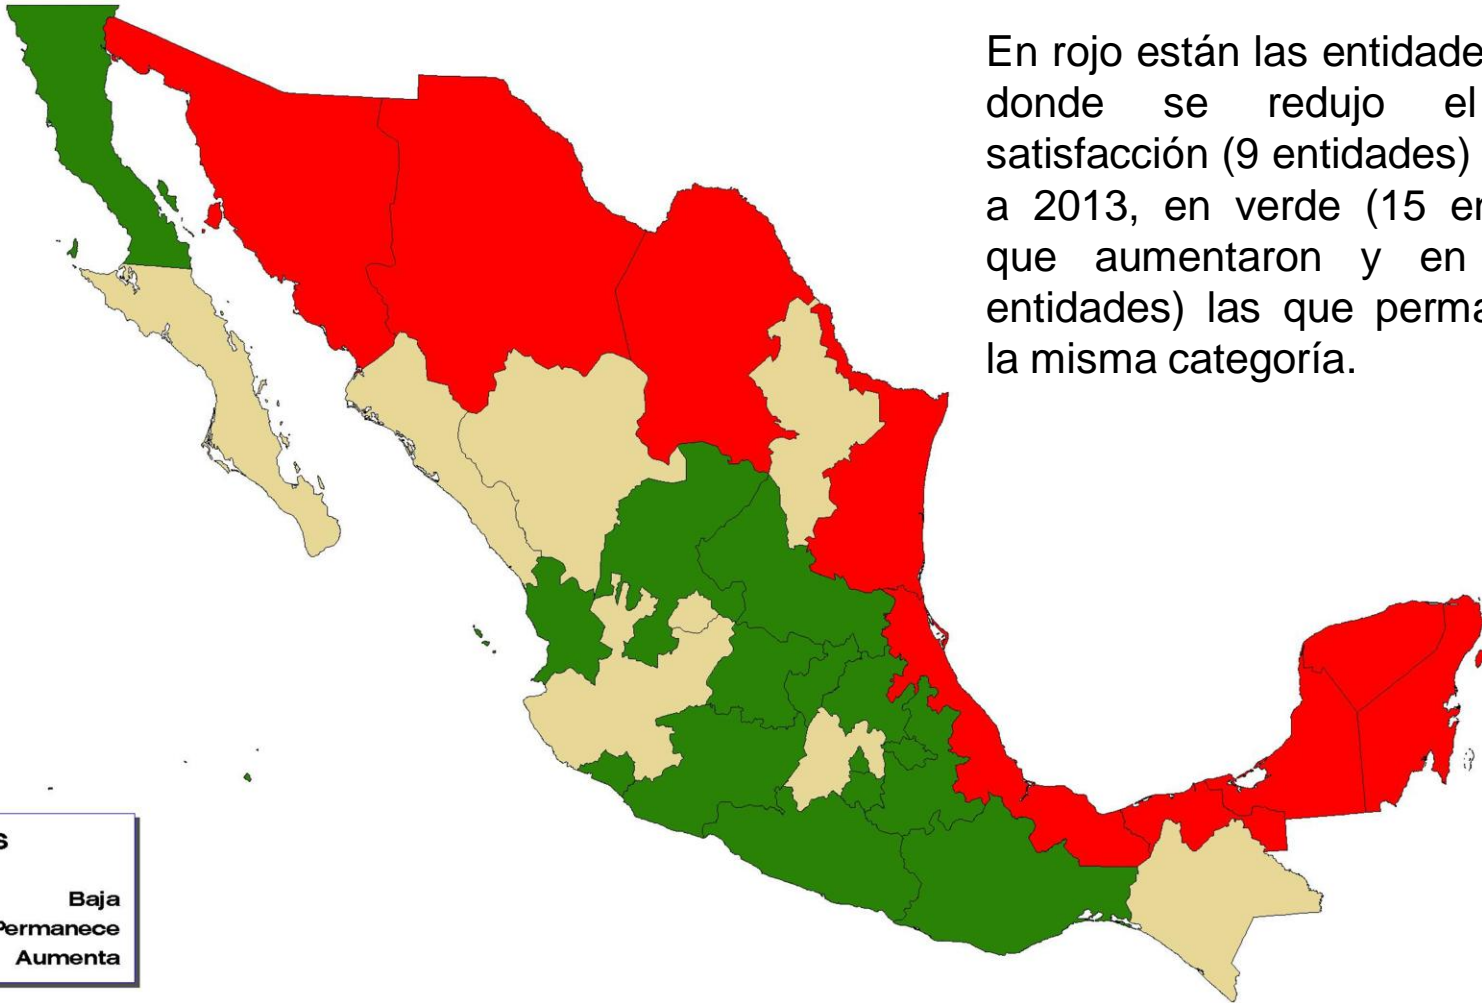 En rojo están las entidade
donde se redujo el
satisfacción (9 entidades)
a 2013, en verde (15 en
que aumentaron y en
entidades) las que perma
la misma categoría.
s
Baja
Permanece
Aumenta